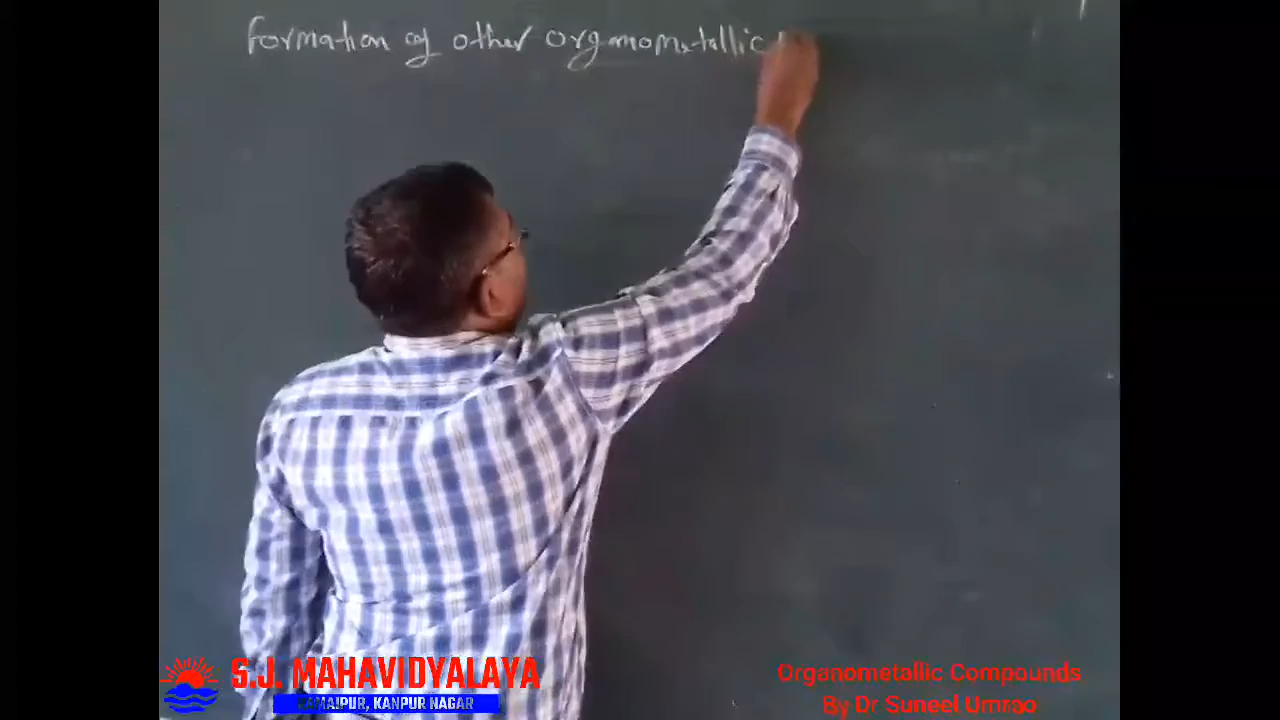 formation of other organometallic
S.J. MAHAVIDYALAYA
RAMAIPUR, KANPUR NAGAR
Organometallic Compounds
By Dr Suneel Umrao